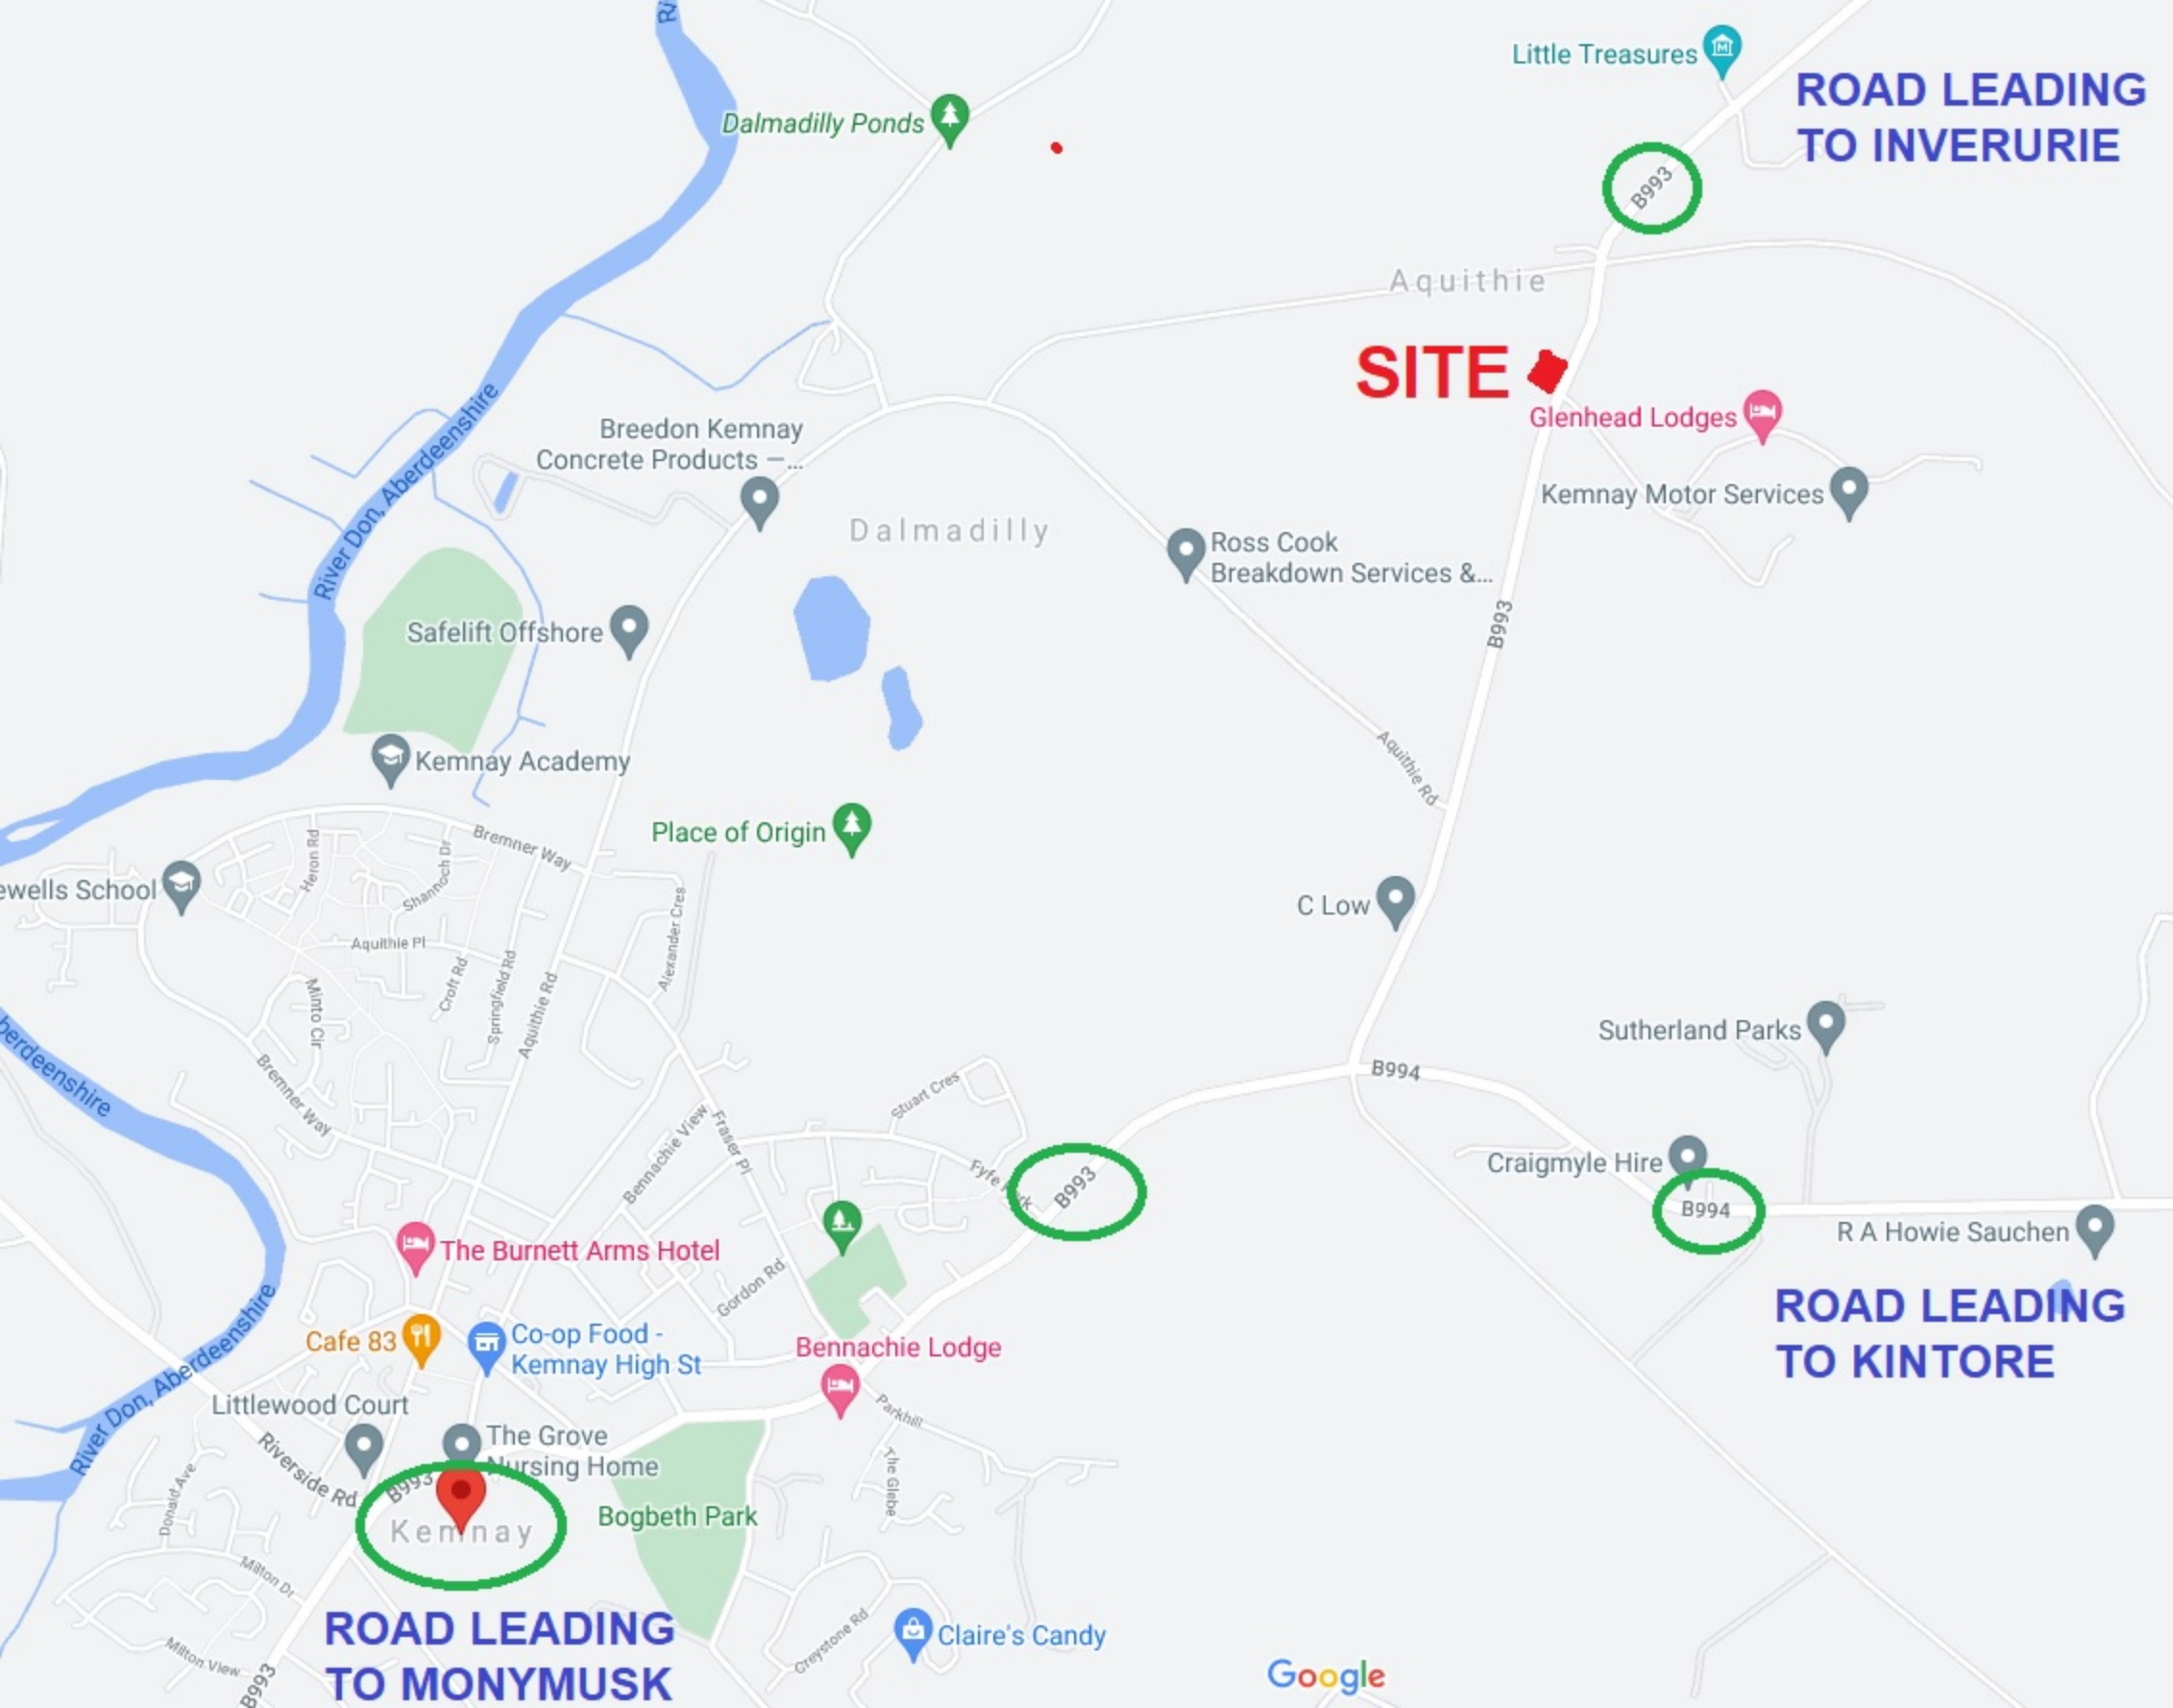 Ri
Little Treasures
ROAD LEADING
TO INVERURIE
Dalmadilly Ponds
B993
Aquithie
SITE
Glenhead Lodges
River Don, Aberdeenshire
Breedon Kemnay
Concrete Products —...
Kemnay Motor Services
Dalmadilly
Ross Cook
Breakdown Services &...
B993
Safelift Offshore
Kemnay Academy
Aquithie Rd
Place of Origin
Bremner Way
Heron Rd
Shannoch Dr
ewells School
Alexander Cres
C Low
Aquithie Pl
Croft Rd
Springfield Rd
Aquithie Rd
Minto Cir
berdeenshire
Sutherland Parks
B994
Bremner Way
Stuart Cres
Bennachie View
Fraser Pl
Fyfe Park
B993
Craigmyle Hire
B994
R A Howie Sauchen
The Burnett Arms Hotel
Gordon Rd
ROAD LEADING
TO KINTORE
River Don, Aberdeenshire
Cafe 83
Co-op Food -
Kemnay High St
Bennachie Lodge
Littlewood Court
Parkhill
The Grove
Nursing Home
Riverside Rd
B993
Donald Ave
The Glebe
Kemnay
Bogbeth Park
Milton Dr
ROAD LEADING
TO MONYMUSK
Greystone Rd
Claire's Candy
Milton View
B993
Google